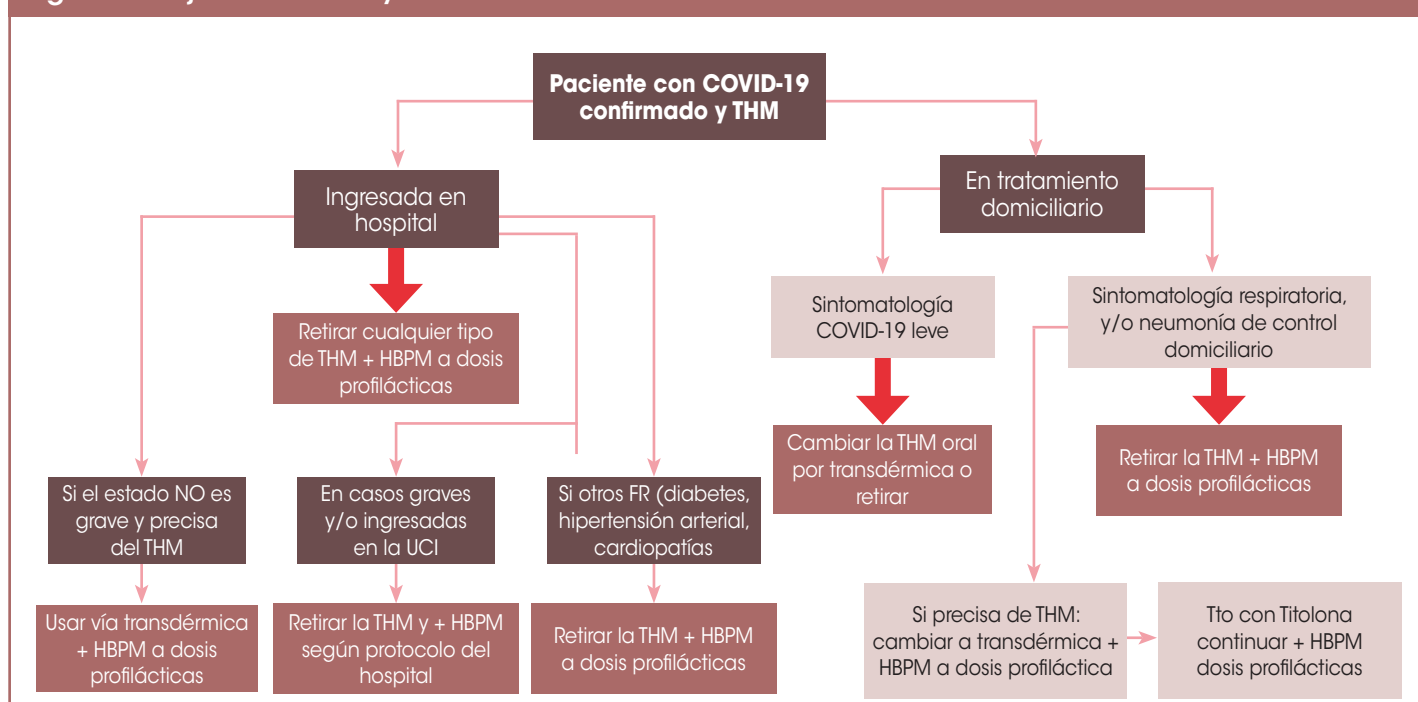 Paciente con COVID-19
confirmado y THM
Ingresada en
hospital
En tratamiento
domiciliario
Retirar cualquier tipo
de THM + HBPM a dosis
profilácticas
Sintomatología
COVID-19 leve
Sintomatología respiratoria,
y/o neumonía de control
domiciliario
Cambiar la THM oral
por transdérmica o
retirar
Retirar la THM + HBPM
a dosis profilácticas
Si el estado NO es
grave y precisa
del THM
En casos graves
y/o ingresadas
en la UCI
Si otros FR (diabetes,
hipertensión arterial,
cardiopatías
Usar vía transdérmica
+ HBPM a dosis
profilácticas
Retirar la THM y + HBPM
según protocolo del
hospital
Retirar la THM + HBPM
a dosis profilácticas
Si precisa de THM:
cambiar a transdérmica +
HBPM a dosis profiláctica
Tto con Titolona
continuar + HBPM
dosis profilácticas